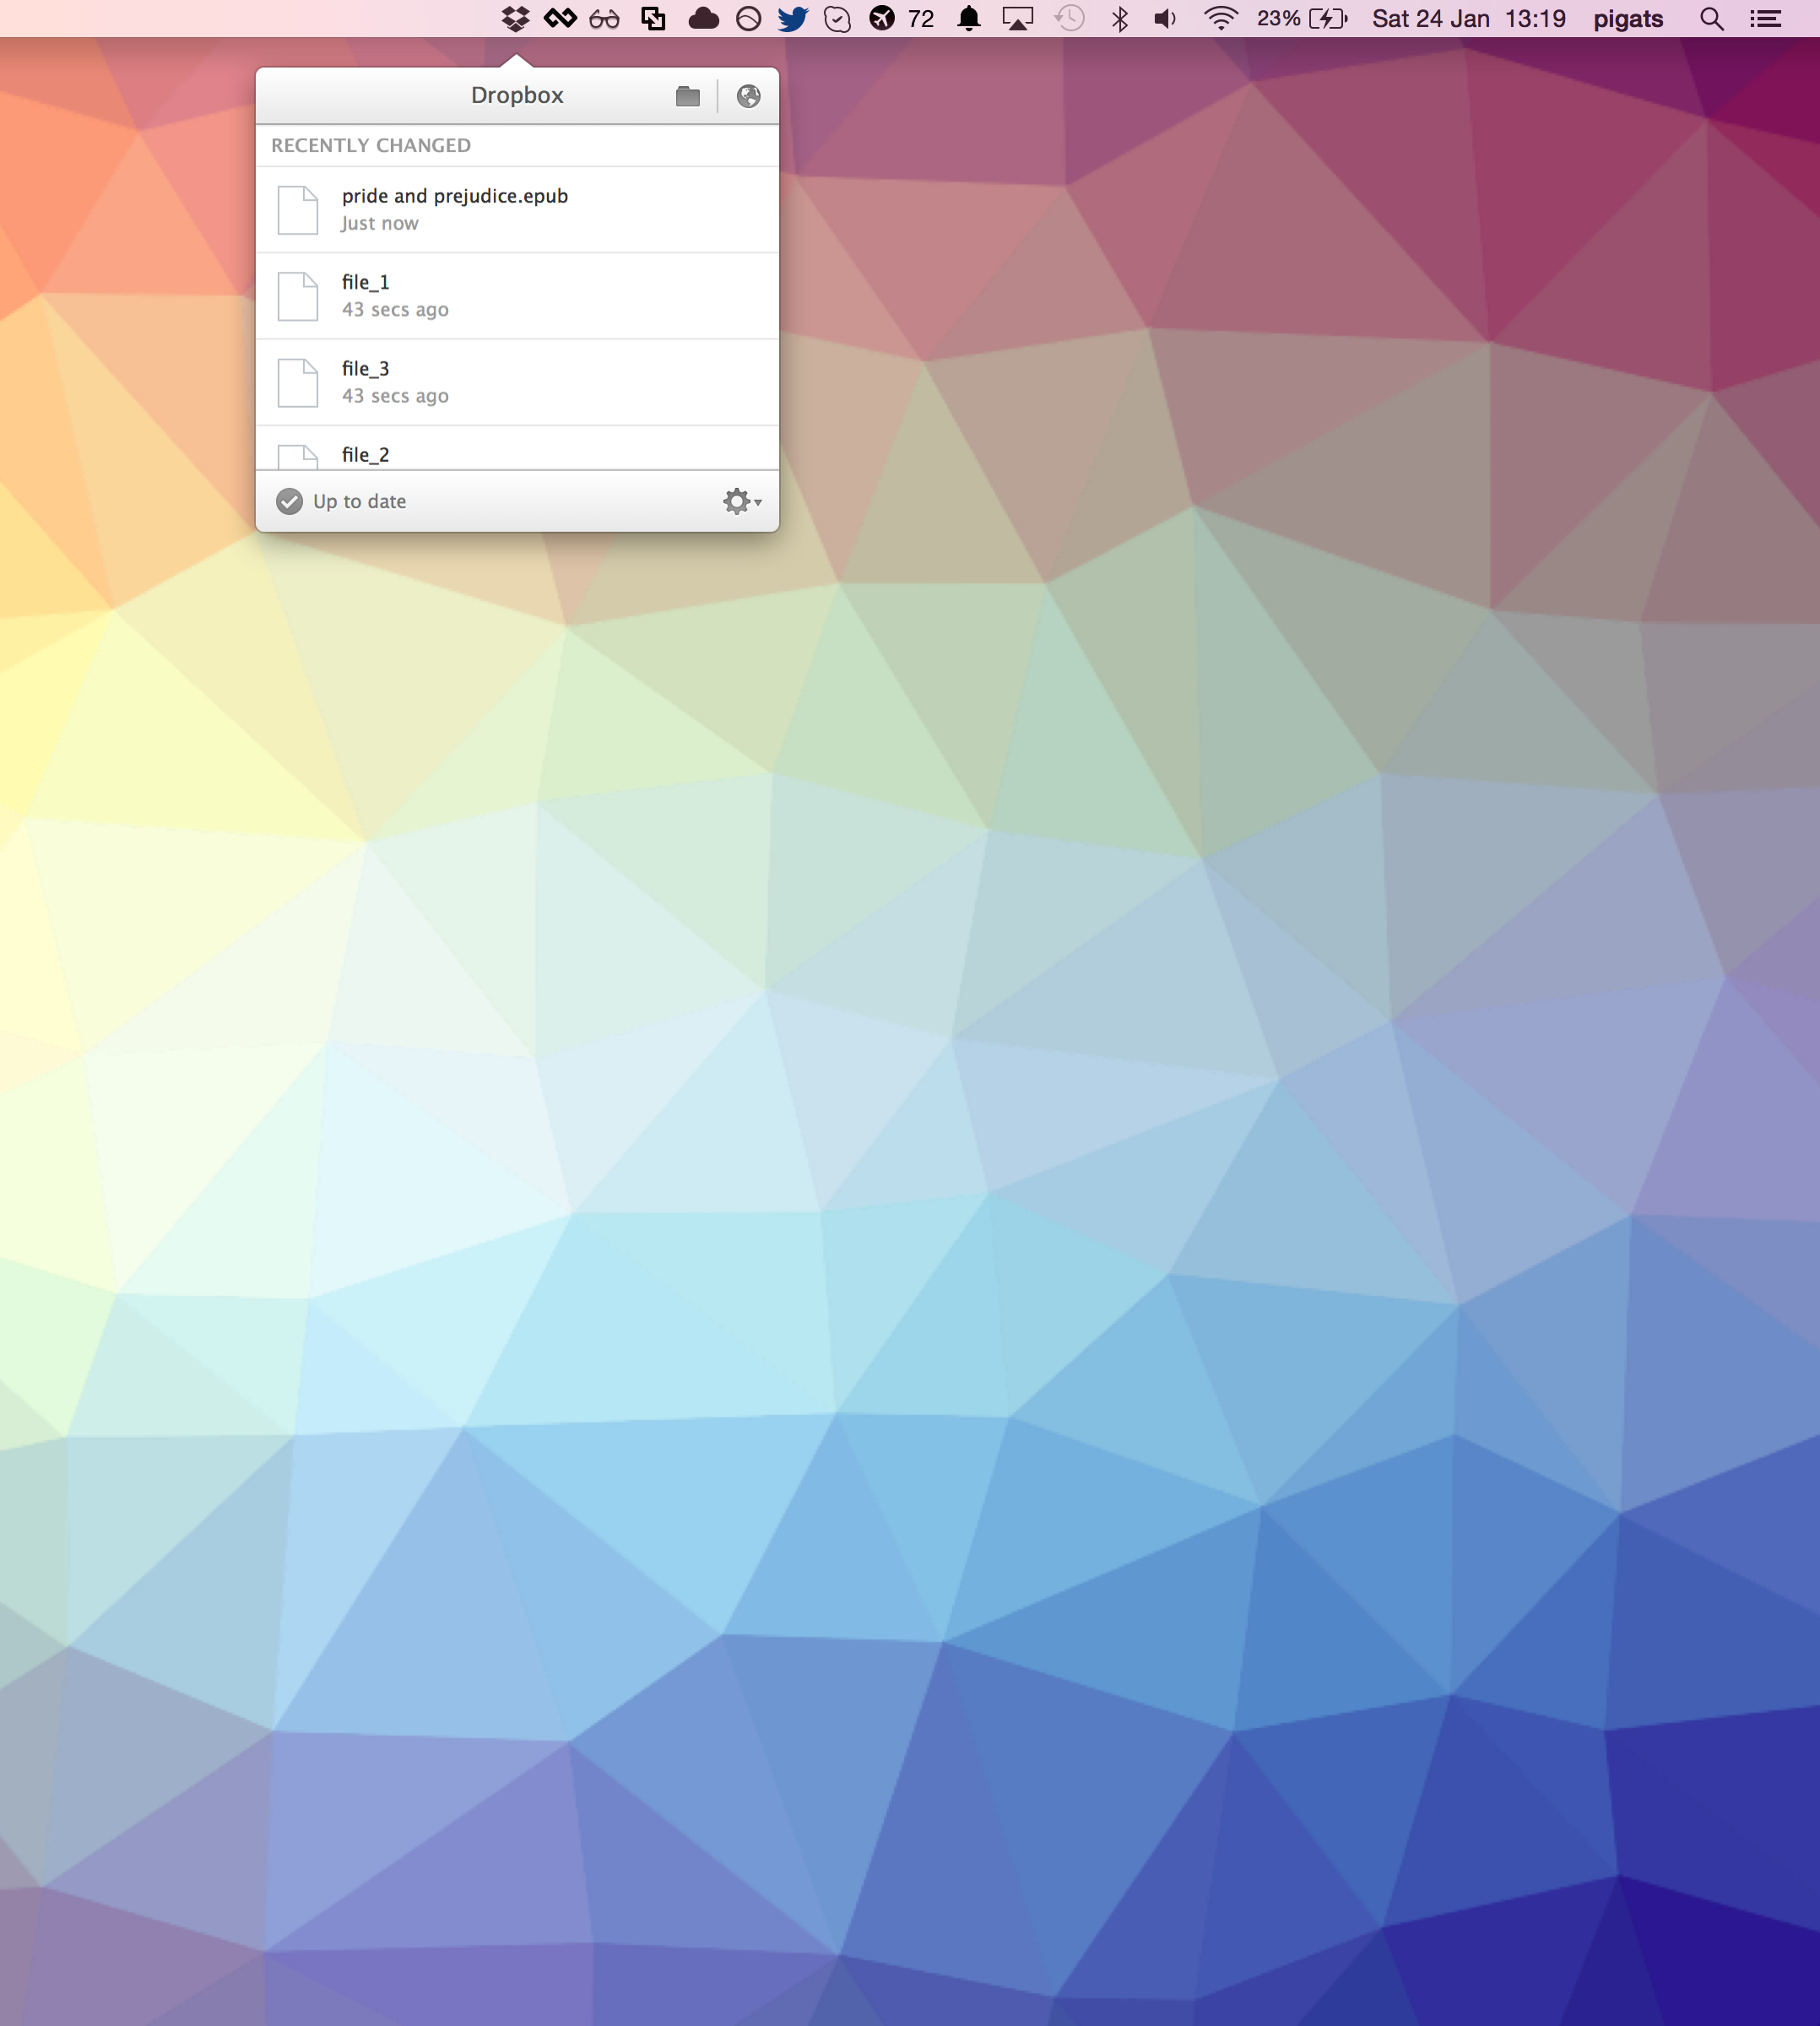 72 23% Sat 24 Jan 13:19 pigats
Dropbox
RECENTLY CHANGED
pride and prejudice.epub
Just now
file_1
43 secs ago
file_3
43 secs ago
file_2
Up to date